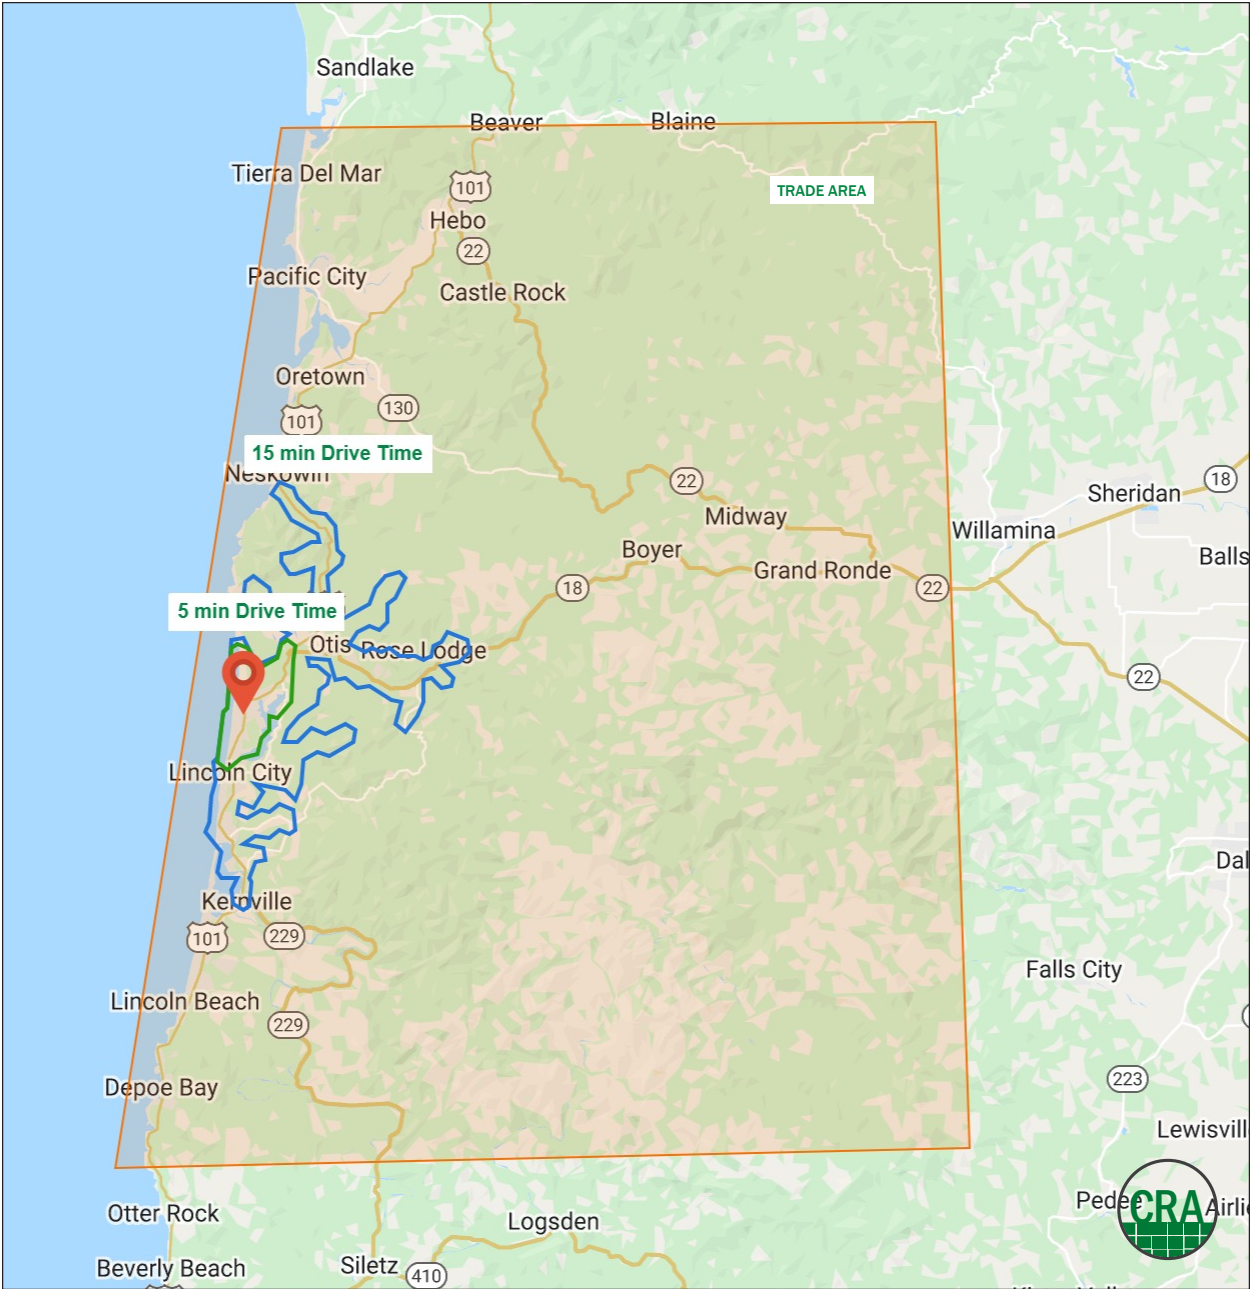 Sandlake
Beaver
Blaine
Tierra Del Mar
TRADE AREA
101
Hebo
22
Pacific City
Castle Rock
Oretown
130
101
15 min Drive Time
Neskowin
22
18
Sheridan
Midway
Willamina
Boyer
Balls
Grand Ronde
18
22
5 min Drive Time
Otis
Rose Lodge
22
Lincoln City
Dal
Kernville
101
229
Falls City
Lincoln Beach
229
223
Depoe Bay
Lewisvill
Pedee
CRA
Airlie
Otter Rock
Logsden
Beverly Beach
Siletz
410